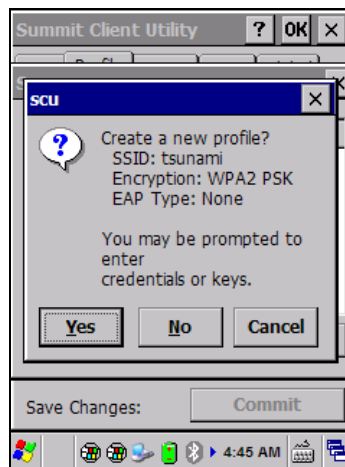 Summit Client Utility ? OK ×
scu ×
Create a new profile?
SSID: tsunami
Encryption: WPA2 PSK
EAP Type: None
You may be prompted to
enter
credentials or keys.
Yes No Cancel
Save Changes: Commit
4:45 AM